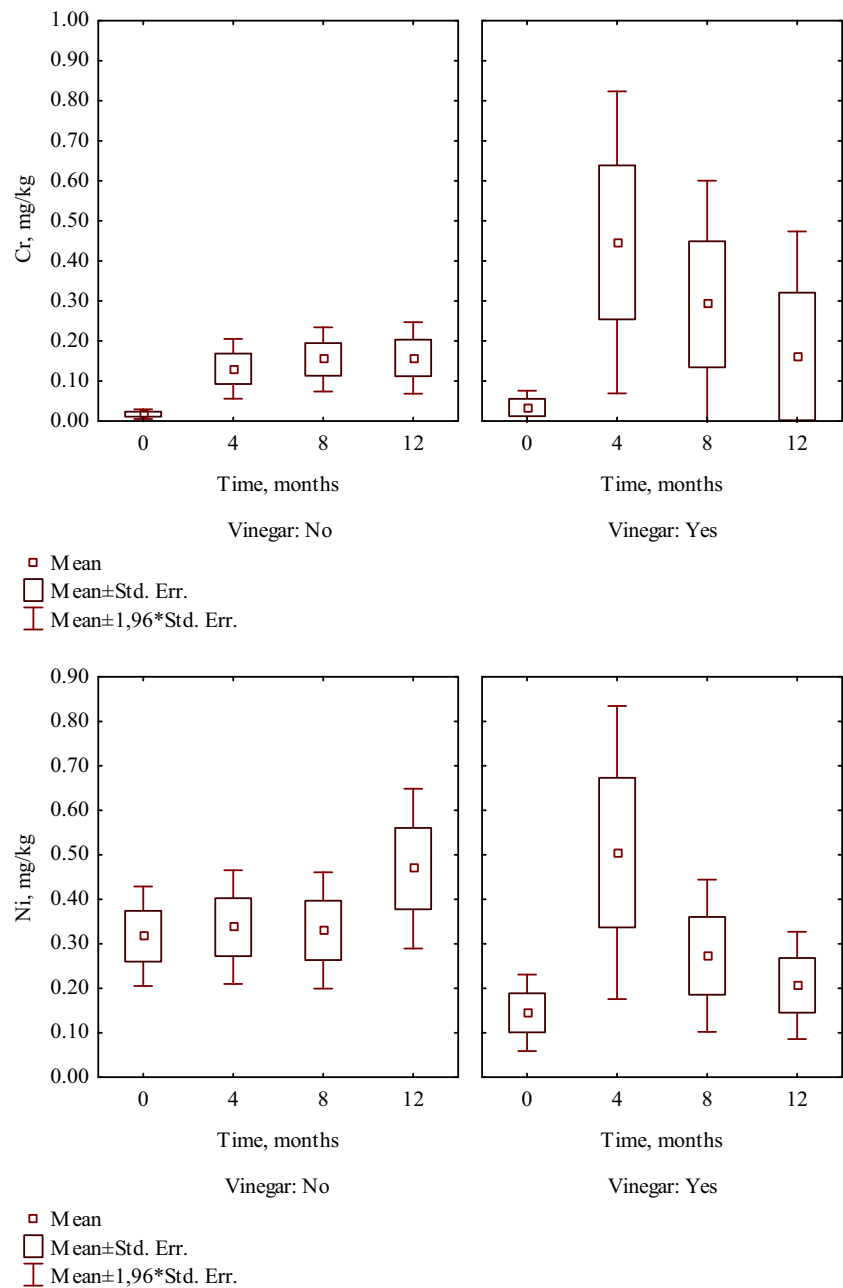 1.00
0.90
0.80
0.70
0.60
0.50
0.40
0.30
0.20
0.10
0.00
Cr, mg/kg
0 4 8 12 0 4 8 12
Time, months Time, months
Vinegar: No Vinegar: Yes
Mean
Mean±Std. Err.
Mean±1,96*Std. Err.
0.90
0.80
0.70
0.60
0.50
0.40
0.30
0.20
0.10
0.00
Ni, mg/kg
0 4 8 12 0 4 8 12
Time, months Time, months
Vinegar: No Vinegar: Yes
Mean
Mean±Std. Err.
Mean±1,96*Std. Err.